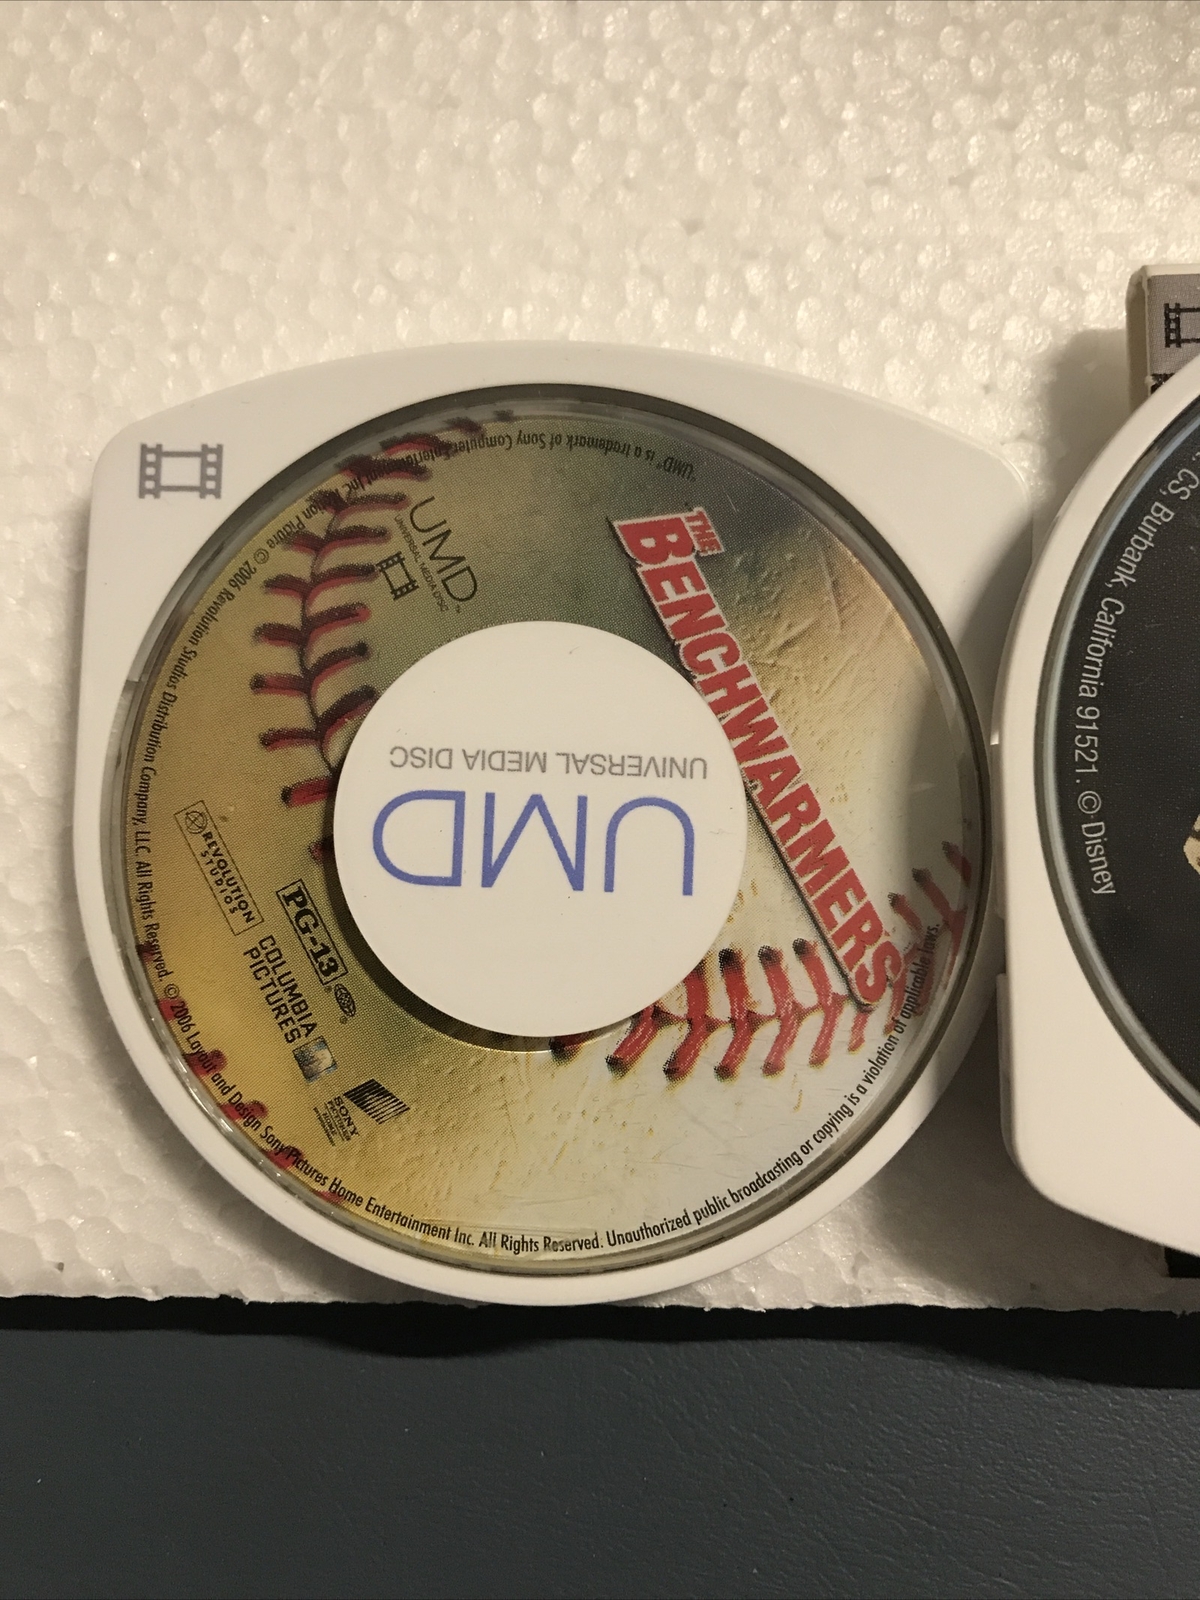 THE
BENCHWARMERS
UMD™
UNIVERSAL MEDIA DISC
UMD
UNIVERSAL MEDIA DISC
REVOLUTION
STUDIOS
PG-13®
COLUMBIA
PICTURES
SONY
PICTURES
"UMD" is a trademark of Sony Computer Entertainment Inc. Motion Picture © 2006 Revolution Studios Distribution Company, LLC. All Rights Reserved. © 2006 Layout and Design Sony Pictures Home Entertainment Inc. All Rights Reserved. Unauthorized public broadcasting or copying is a violation of applicable laws.
CS, Burbank, California 91521. © Disney